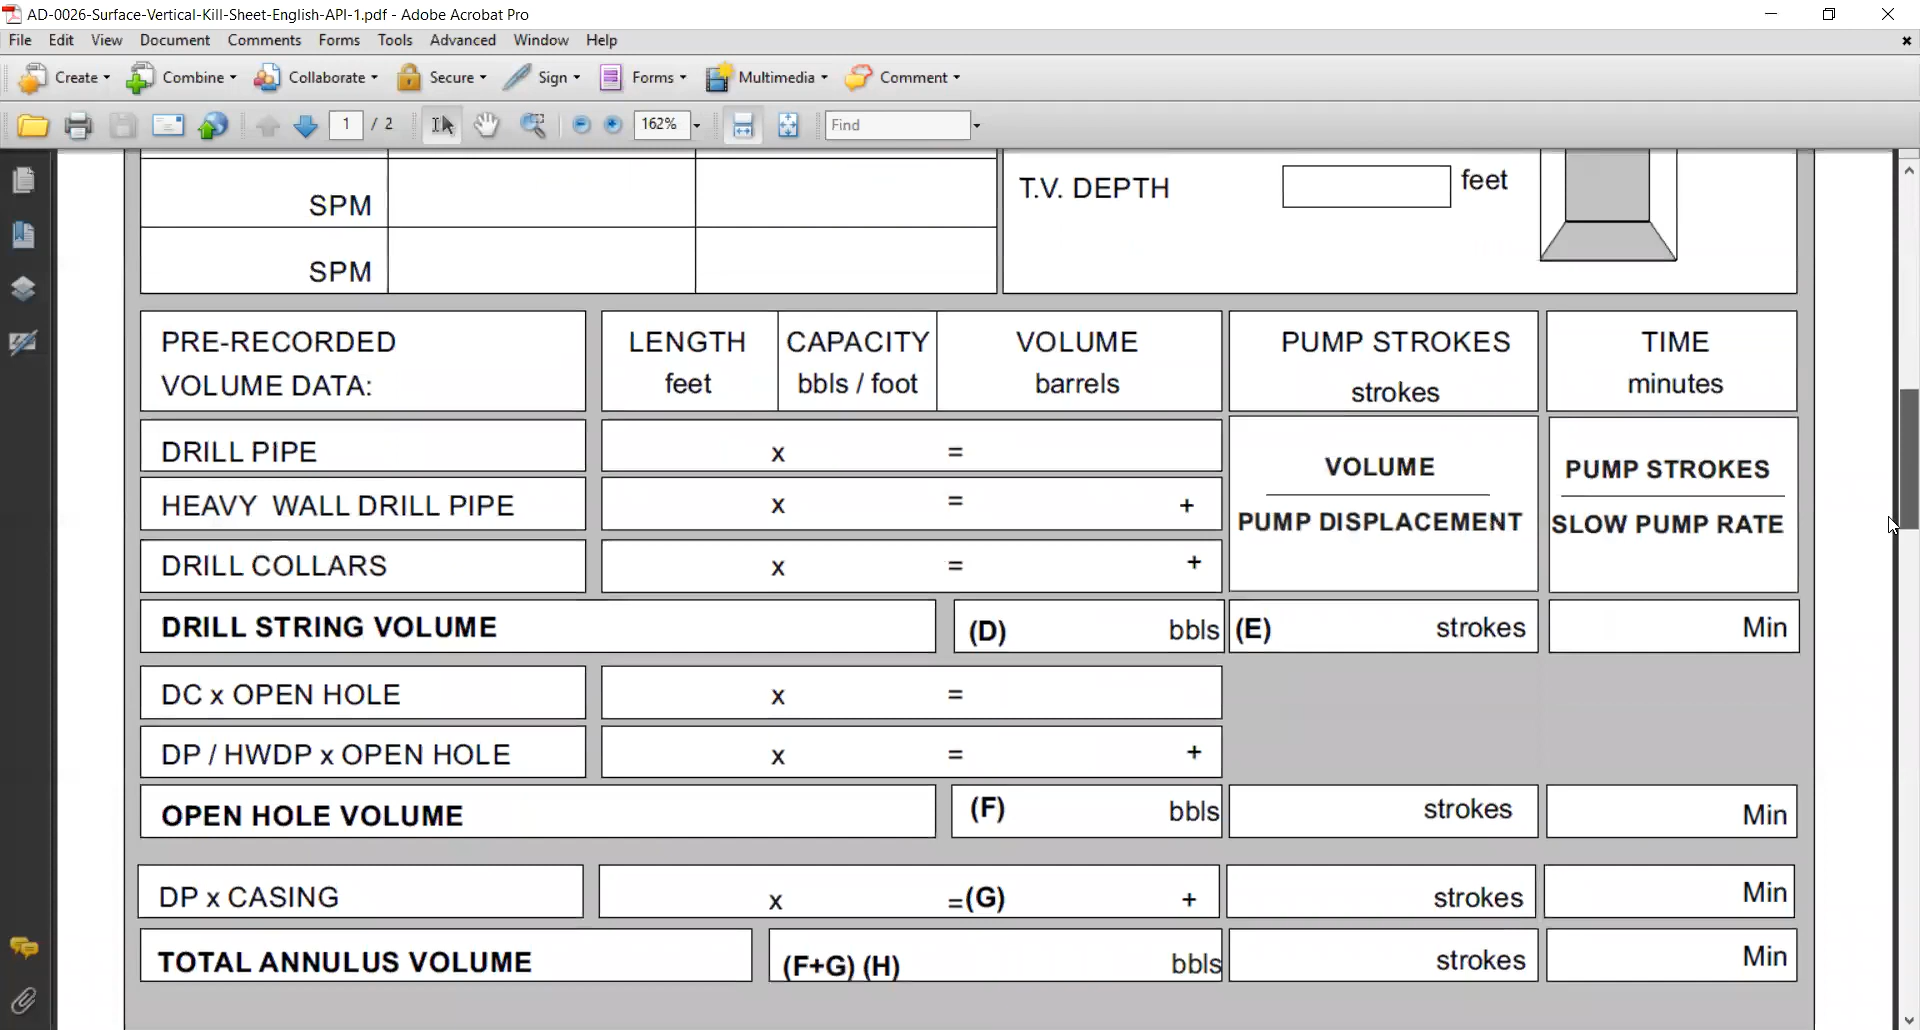 AD-0026-Surface-Vertical-Kill-Sheet-English-API-1.pdf - Adobe Acrobat Pro
File Edit View Document Comments Forms Tools Advanced Window Help
Create Combine Collaborate Secure Sign Forms Multimedia Comment
1 / 2 162% Find
SPM
T.V. DEPTH feet
SPM
PRE-RECORDED VOLUME DATA:
LENGTH feet
CAPACITY bbls / foot
VOLUME barrels
PUMP STROKES strokes
TIME minutes
DRILL PIPE x =
HEAVY WALL DRILL PIPE x = +
DRILL COLLARS x = +
VOLUME
PUMP DISPLACEMENT
PUMP STROKES
SLOW PUMP RATE
DRILL STRING VOLUME (D) bbls (E) strokes Min
DC x OPEN HOLE x =
DP / HWDP x OPEN HOLE x = +
OPEN HOLE VOLUME (F) bbls strokes Min
DP x CASING x =(G) + strokes Min
TOTAL ANNULUS VOLUME (F+G) (H) bbls strokes Min